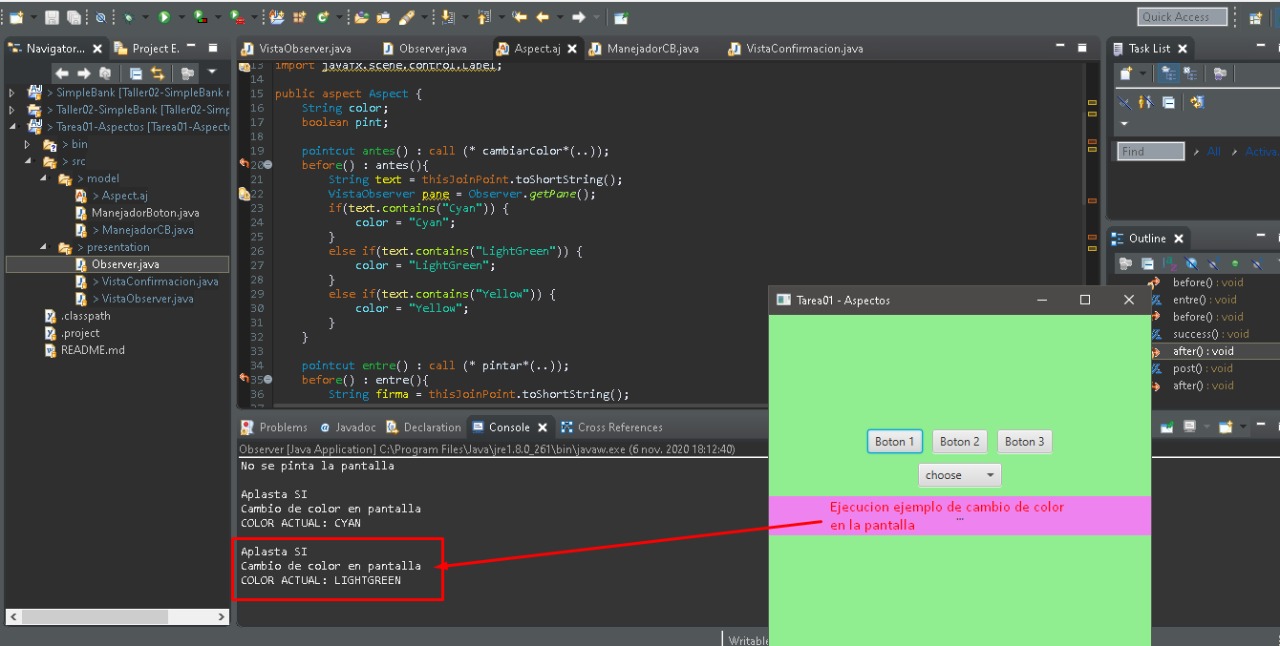 Quick Access
Navigator...
Project E.
> SimpleBank [Taller02-SimpleBank r
> Taller02-SimpleBank [Taller02-Simp
> Tarea01-Aspectos [Tarea01-Aspect
> bin
> src
> model
> Aspect.aj
ManejadorBoton.java
> ManejadorCB.java
> presentation
Observer.java
> VistaConfirmacion.java
> VistaObserver.java
.classpath
.project
README.md
VistaObserver.java
Observer.java
Aspect.aj
ManejadorCB.java
VistaConfirmacion.java
13 import javafx.scene.control.Label;
14
15 public aspect Aspect {
16 String color;
17 boolean pint;
18
19 pointcut antes() : call (* cambiarColor*(..));
20 before() : antes(){
21 String text = thisJoinPoint.toShortString();
22 VistaObserver pane = Observer.getPane();
23 if(text.contains("Cyan")) {
24 color = "Cyan";
25 }
26 else if(text.contains("LightGreen")) {
27 color = "LightGreen";
28 }
29 else if(text.contains("Yellow")) {
30 color = "Yellow";
31 }
32 }
33
34 pointcut entre() : call (* pintar*(..));
35 before() : entre(){
36 String firma = thisJoinPoint.toShortString();
Task List
Find
All
Activa
Outline
before() : void
entre() : void
before() : void
success() : void
after() : void
post() : void
after() : void
Problems
Javadoc
Declaration
Console
Cross References
Observer [Java Application] C:\Program Files\Java\jre1.8.0_261\bin\javaw.exe (6 nov. 2020 18:12:40)
No se pinta la pantalla
Aplasta SI
Cambio de color en pantalla
COLOR ACTUAL: CYAN
Aplasta SI
Cambio de color en pantalla
COLOR ACTUAL: LIGHTGREEN
Tarea01 - Aspectos
Boton 1
Boton 2
Boton 3
choose
Ejecucion ejemplo de cambio de color
en la pantalla
...
Writable